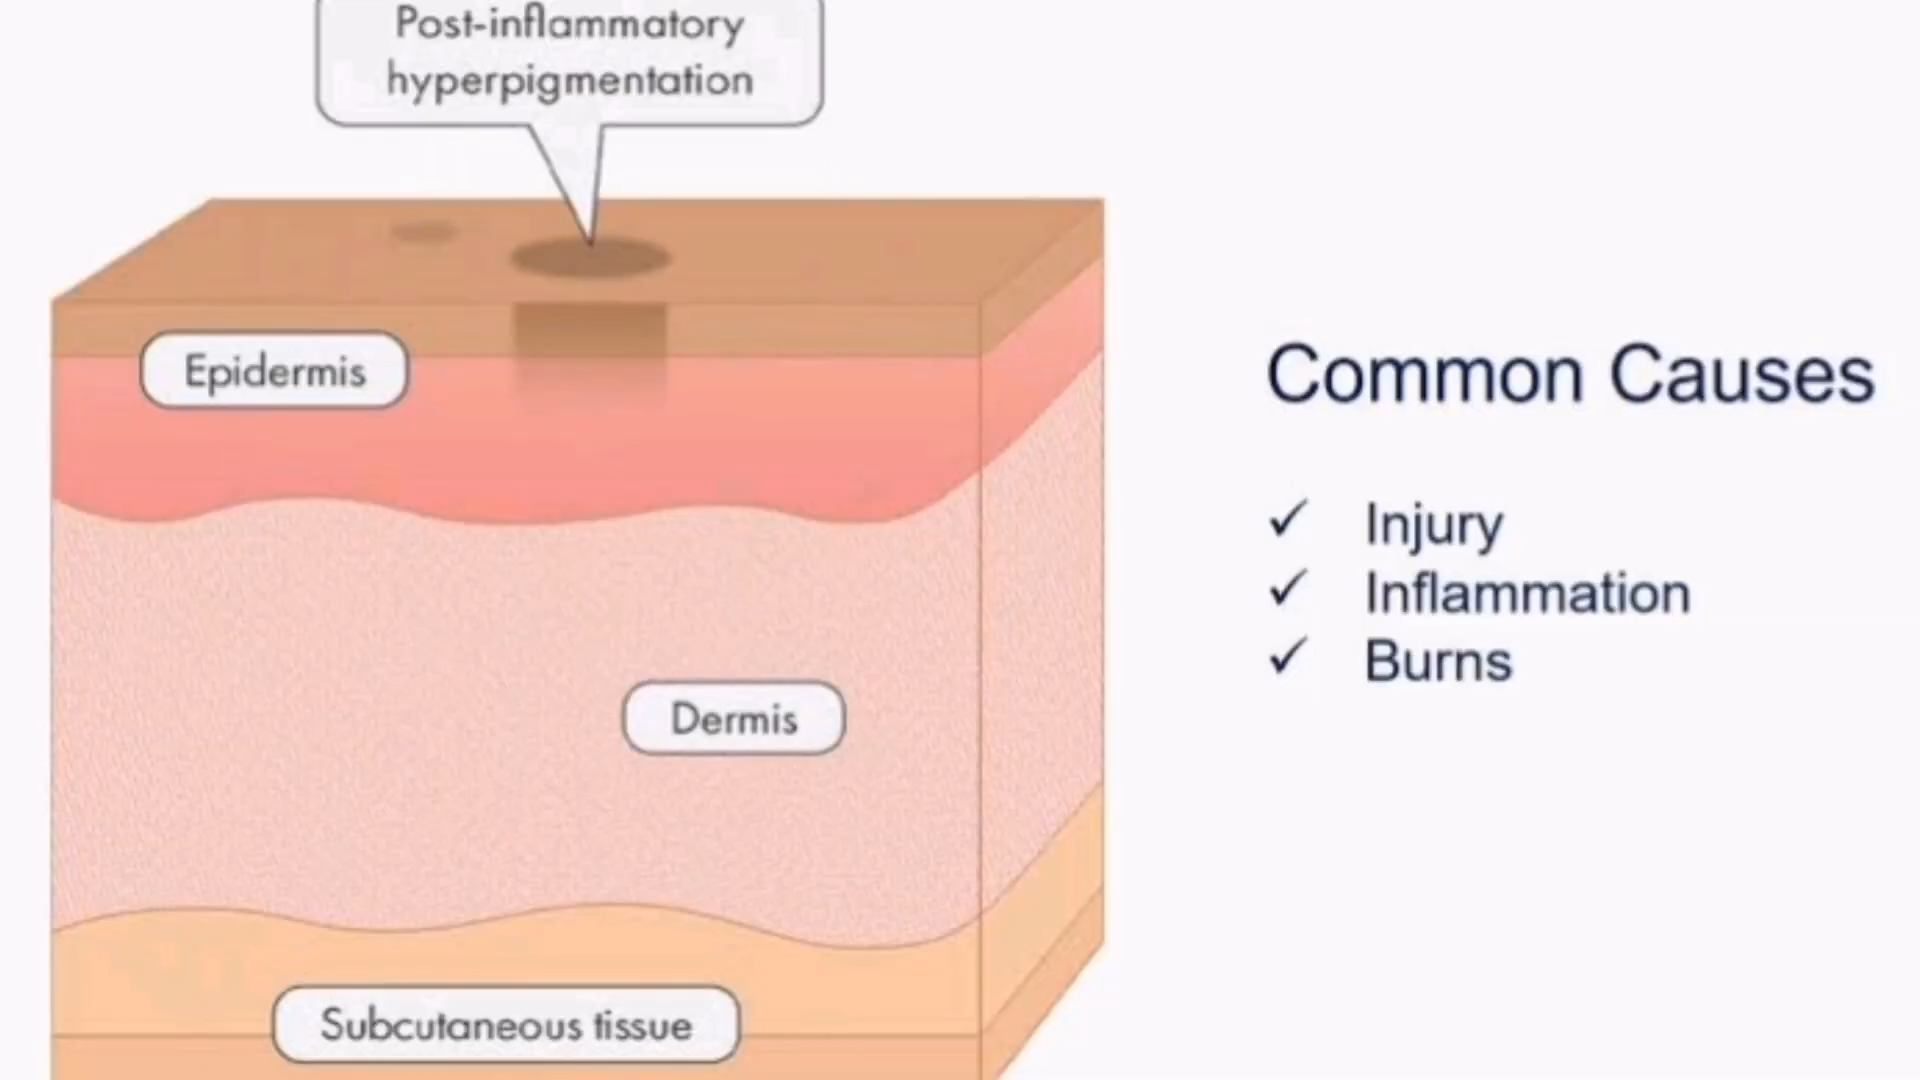 Post-inflammatory
hyperpigmentation
Epidermis
Dermis
Subcutaneous tissue
Common Causes
✓ Injury
✓ Inflammation
✓ Burns